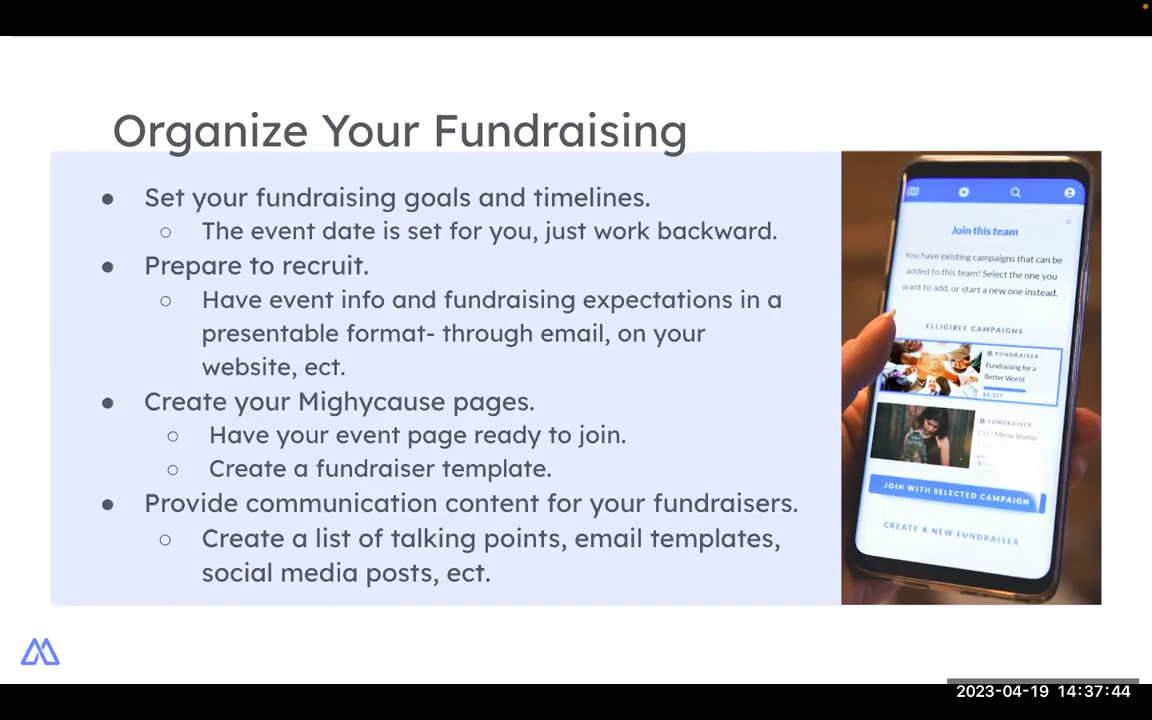 Organize Your Fundraising
● Set your fundraising goals and timelines.
○ The event date is set for you, just work backward.
● Prepare to recruit.
○ Have event info and fundraising expectations in a
presentable format- through email, on your
website, ect.
● Create your Mighycause pages.
○ Have your event page ready to join.
○ Create a fundraiser template.
● Provide communication content for your fundraisers.
○ Create a list of talking points, email templates,
social media posts, ect.
Join this team
You have existing campaigns that can be
added to this team! Select the one you
want to add, or start a new one instead.
ELLIGIBLE CAMPAIGNS
FUNDRAISER
Fundraising for a
Better World
FUNDRAISER
Cat's Meow Shelter
JOIN WITH SELECTED CAMPAIGN
CREATE A NEW FUNDRAISER
2023-04-19 14:37:44